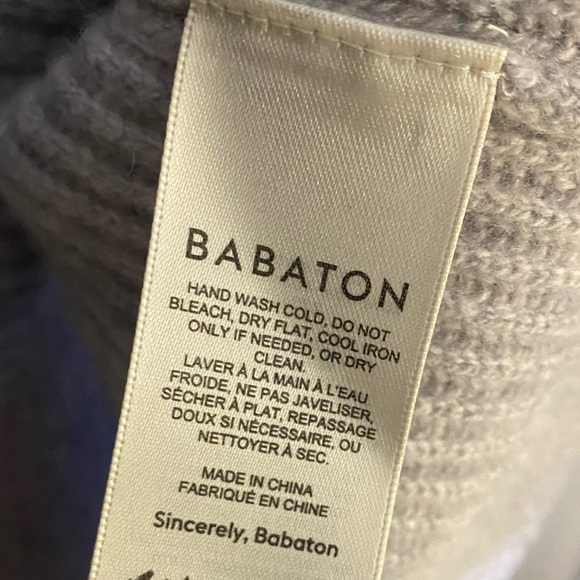 BABATON
HAND WASH COLD, DO NOT
BLEACH, DRY FLAT, COOL IRON
ONLY IF NEEDED, OR DRY
CLEAN.
LAVER À LA MAIN À L'EAU
FROIDE, NE PAS JAVELISER,
SÉCHER À PLAT, REPASSAGE
DOUX SI NÉCESSAIRE, OU
NETTOYER À SEC.
MADE IN CHINA
FABRIQUÉ EN CHINE
Sincerely, Babaton